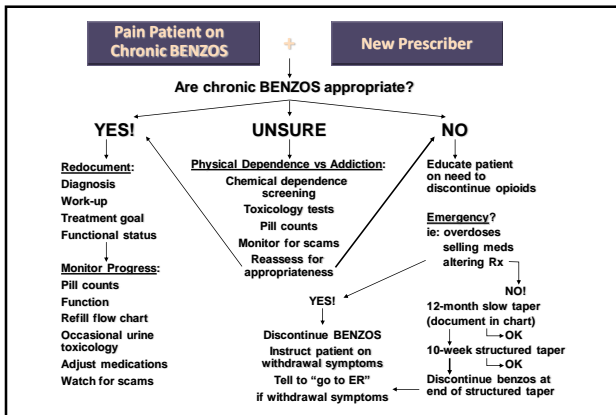 Pain Patient on
Chronic BENZOS
+
New Prescriber
Are chronic BENZOS appropriate?
YES!
Redocument:
Diagnosis
Work-up
Treatment goal
Functional status
Monitor Progress:
Pill counts
Function
Refill flow chart
Occasional urine
toxicology
Adjust medications
Watch for scams
UNSURE
Physical Dependence vs Addiction:
Chemical dependence
screening
Toxicology tests
Pill counts
Monitor for scams
Reassess for
appropriateness
NO
Educate patient
on need to
discontinue opioids
Emergency?
ie: overdoses
selling meds
altering Rx
YES!
Discontinue BENZOS
Instruct patient on
withdrawal symptoms
Tell to “go to ER”
if withdrawal symptoms
NO!
12-month slow taper
(document in chart)
OK
10-week structured taper
OK
Discontinue benzos at
end of structured taper